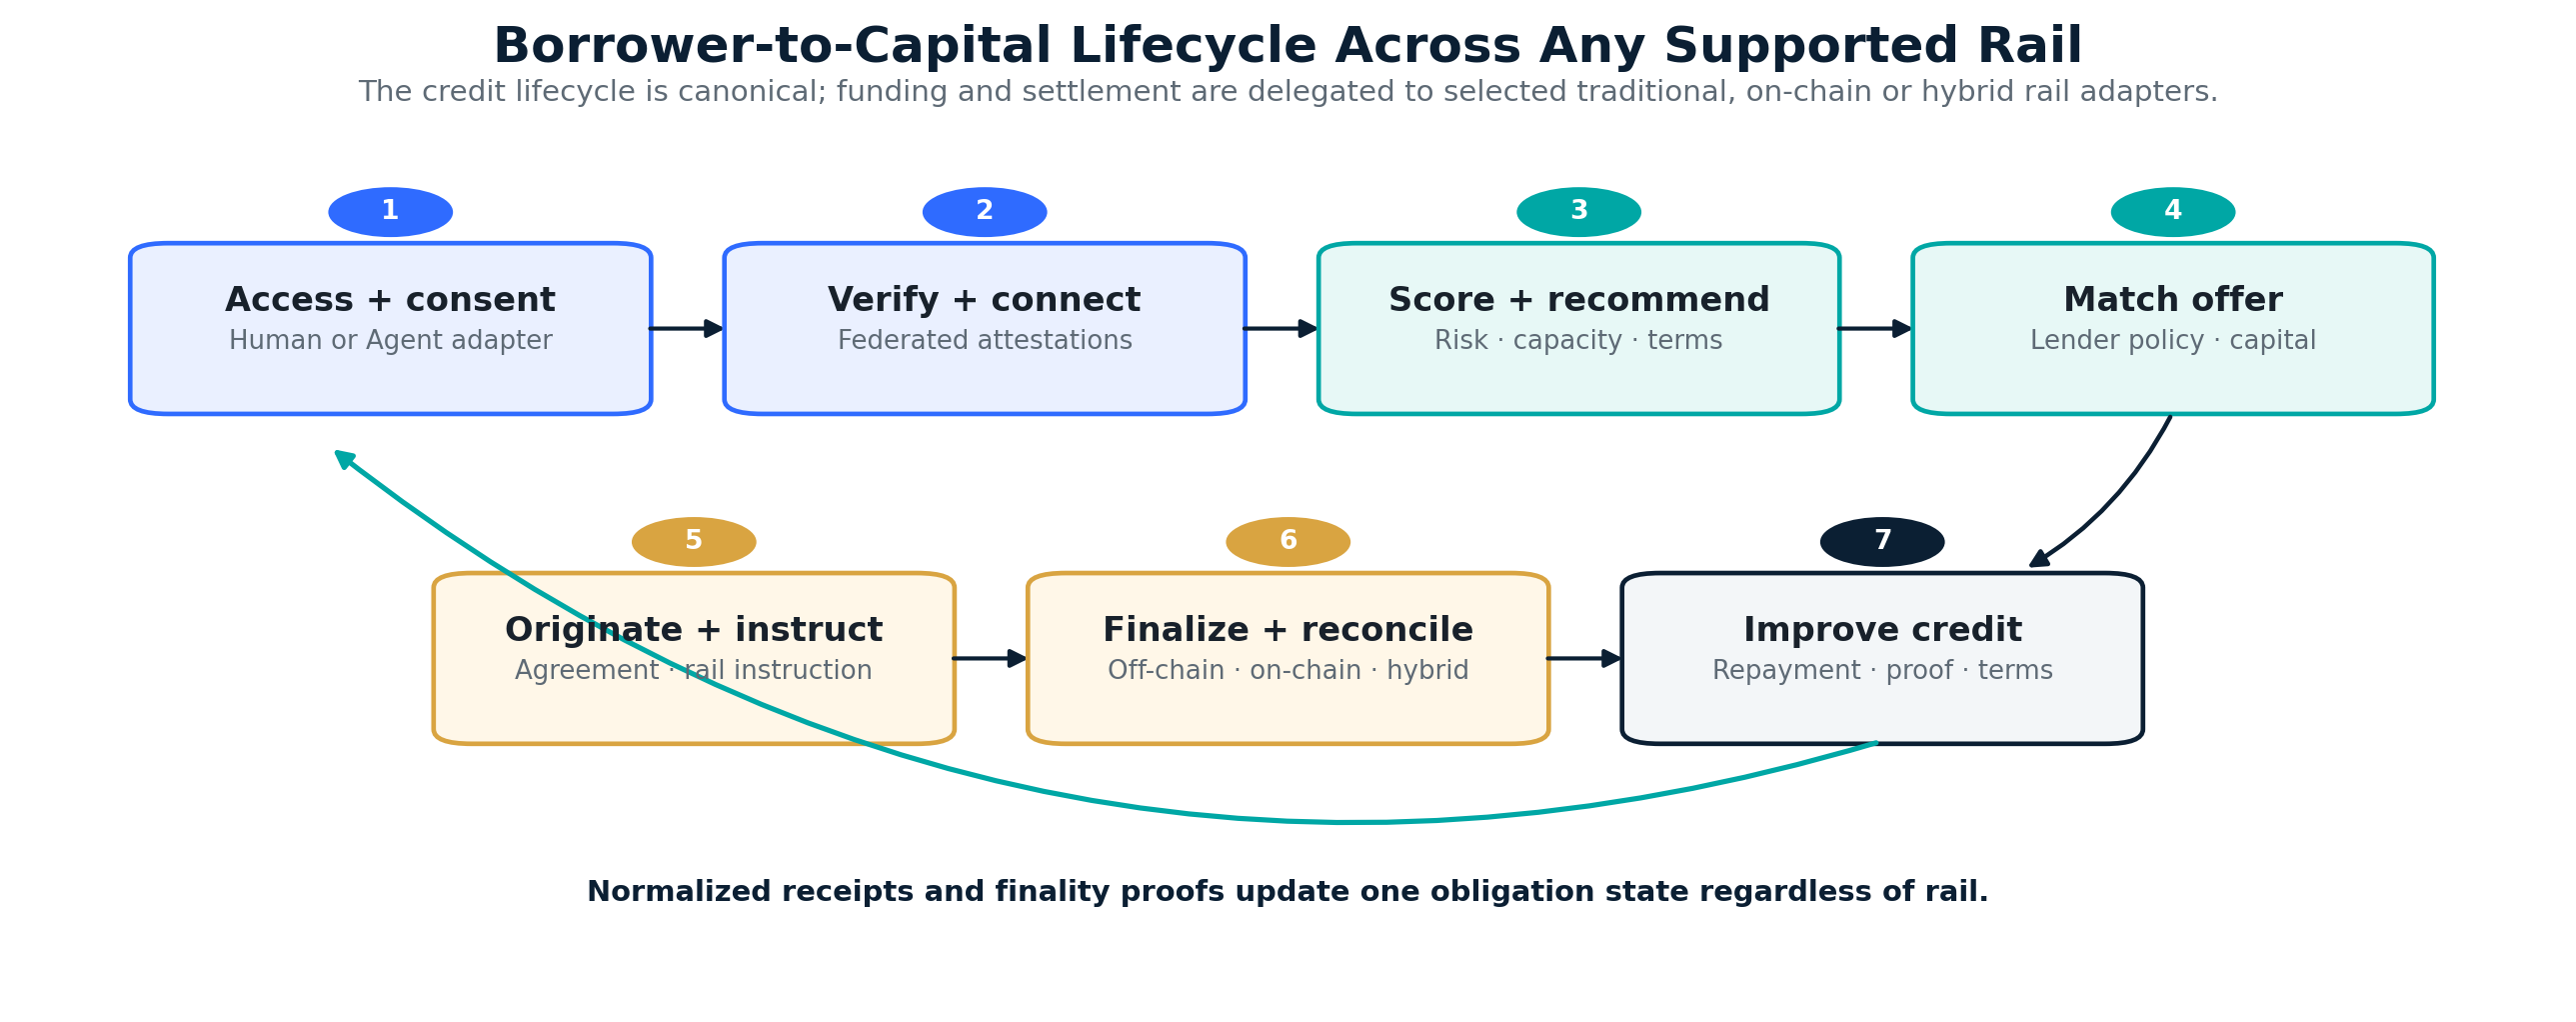 Borrower-to-Capital Lifecycle Across Any Supported Rail
The credit lifecycle is canonical; funding and settlement are delegated to selected traditional, on-chain or hybrid rail adapters.
1
Access + consent
Human or Agent adapter
2
Verify + connect
Federated attestations
3
Score + recommend
Risk · capacity · terms
4
Match offer
Lender policy · capital
5
Originate + instruct
Agreement · rail instruction
6
Finalize + reconcile
Off-chain · on-chain · hybrid
7
Improve credit
Repayment · proof · terms
Normalized receipts and finality proofs update one obligation state regardless of rail.